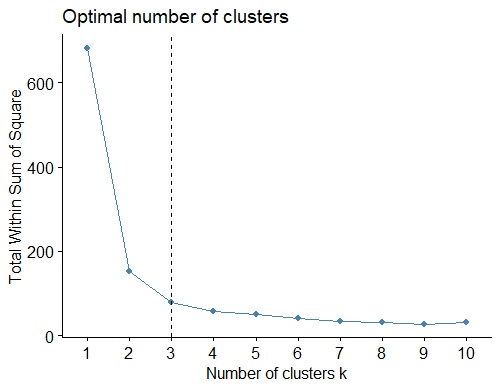 Optimal number of clusters
Total Within Sum of Square
600
400
200
0
1 2 3 4 5 6 7 8 9 10
Number of clusters k